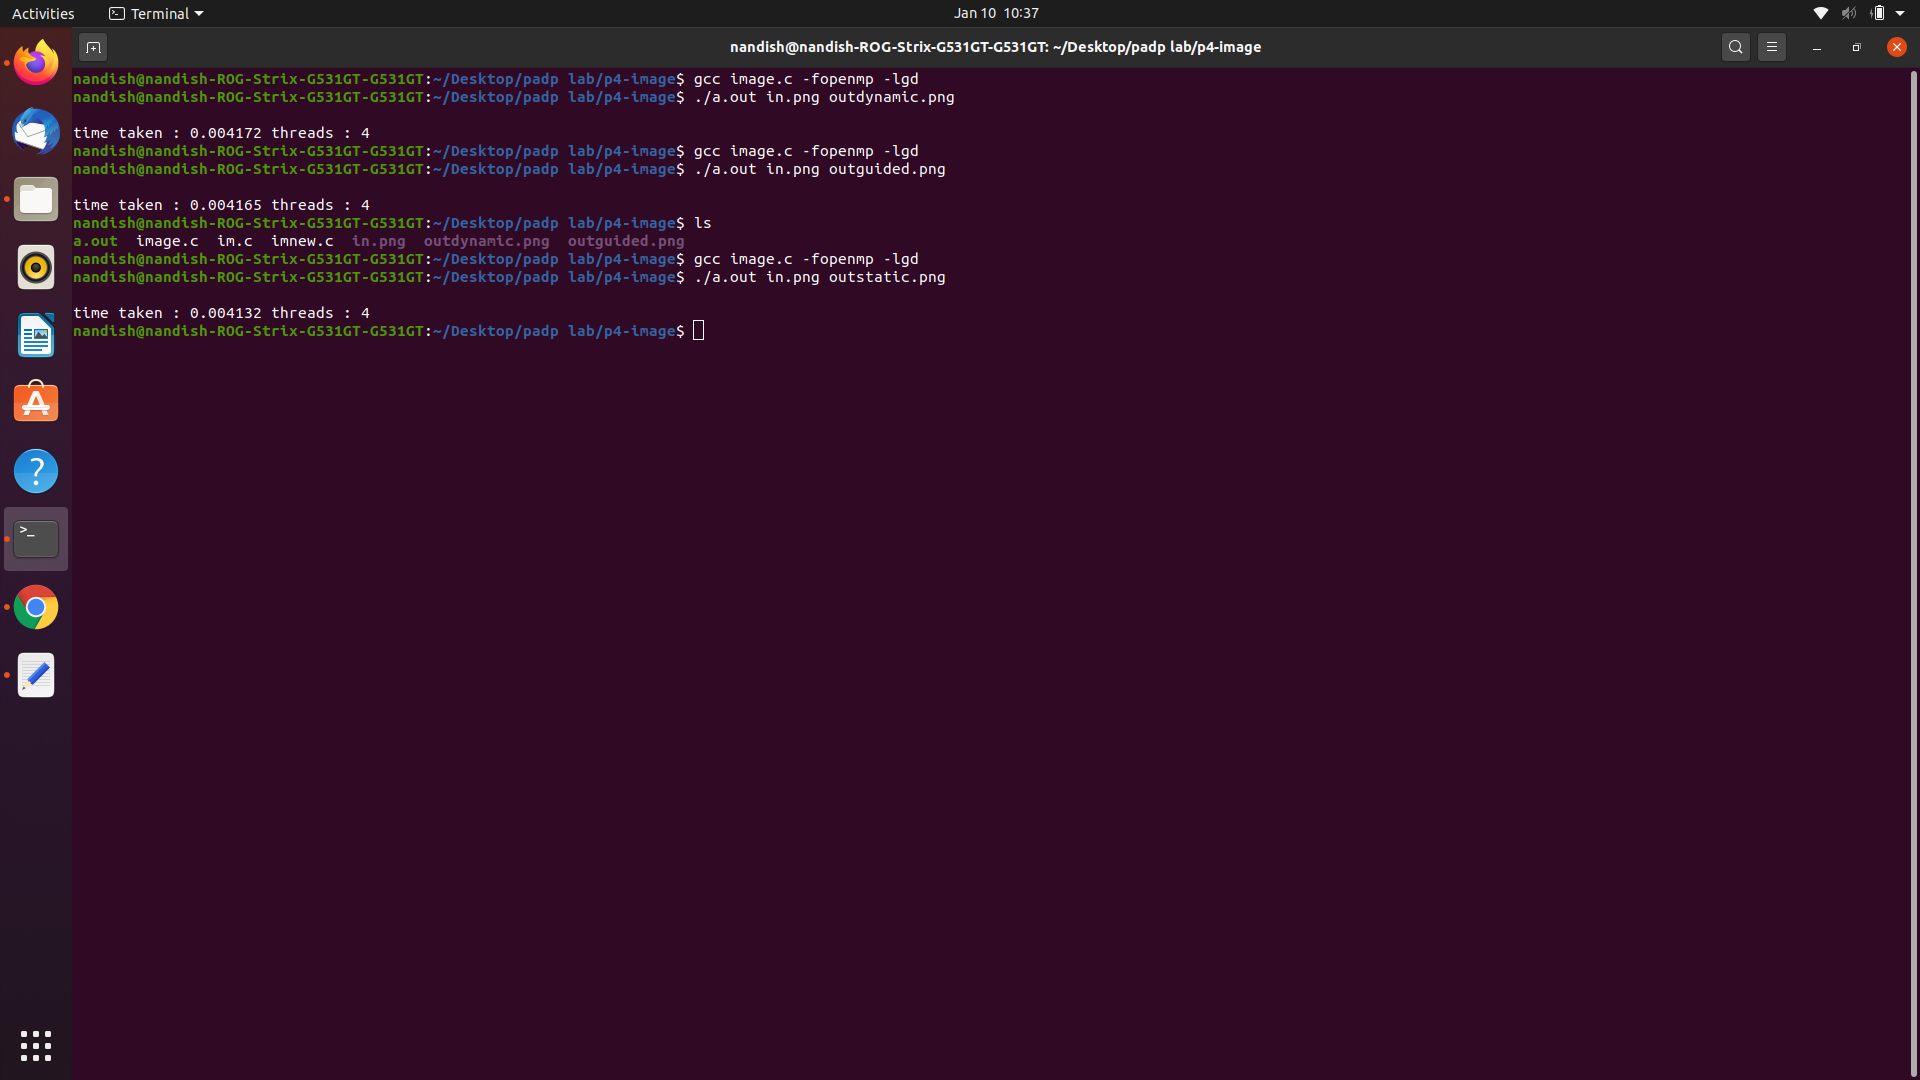 Activities Terminal Jan 10 10:37
nandish@nandish-ROG-Strix-G531GT-G531GT: ~/Desktop/padp lab/p4-image
nandish@nandish-ROG-Strix-G531GT-G531GT:~/Desktop/padp lab/p4-image$ gcc image.c -fopenmp -lgd
nandish@nandish-ROG-Strix-G531GT-G531GT:~/Desktop/padp lab/p4-image$ ./a.out in.png outdynamic.png
time taken : 0.004172 threads : 4
nandish@nandish-ROG-Strix-G531GT-G531GT:~/Desktop/padp lab/p4-image$ gcc image.c -fopenmp -lgd
nandish@nandish-ROG-Strix-G531GT-G531GT:~/Desktop/padp lab/p4-image$ ./a.out in.png outguided.png
time taken : 0.004165 threads : 4
nandish@nandish-ROG-Strix-G531GT-G531GT:~/Desktop/padp lab/p4-image$ ls
a.out image.c im.c imnew.c in.png outdynamic.png outguided.png
nandish@nandish-ROG-Strix-G531GT-G531GT:~/Desktop/padp lab/p4-image$ gcc image.c -fopenmp -lgd
nandish@nandish-ROG-Strix-G531GT-G531GT:~/Desktop/padp lab/p4-image$ ./a.out in.png outstatic.png
time taken : 0.004132 threads : 4
nandish@nandish-ROG-Strix-G531GT-G531GT:~/Desktop/padp lab/p4-image$